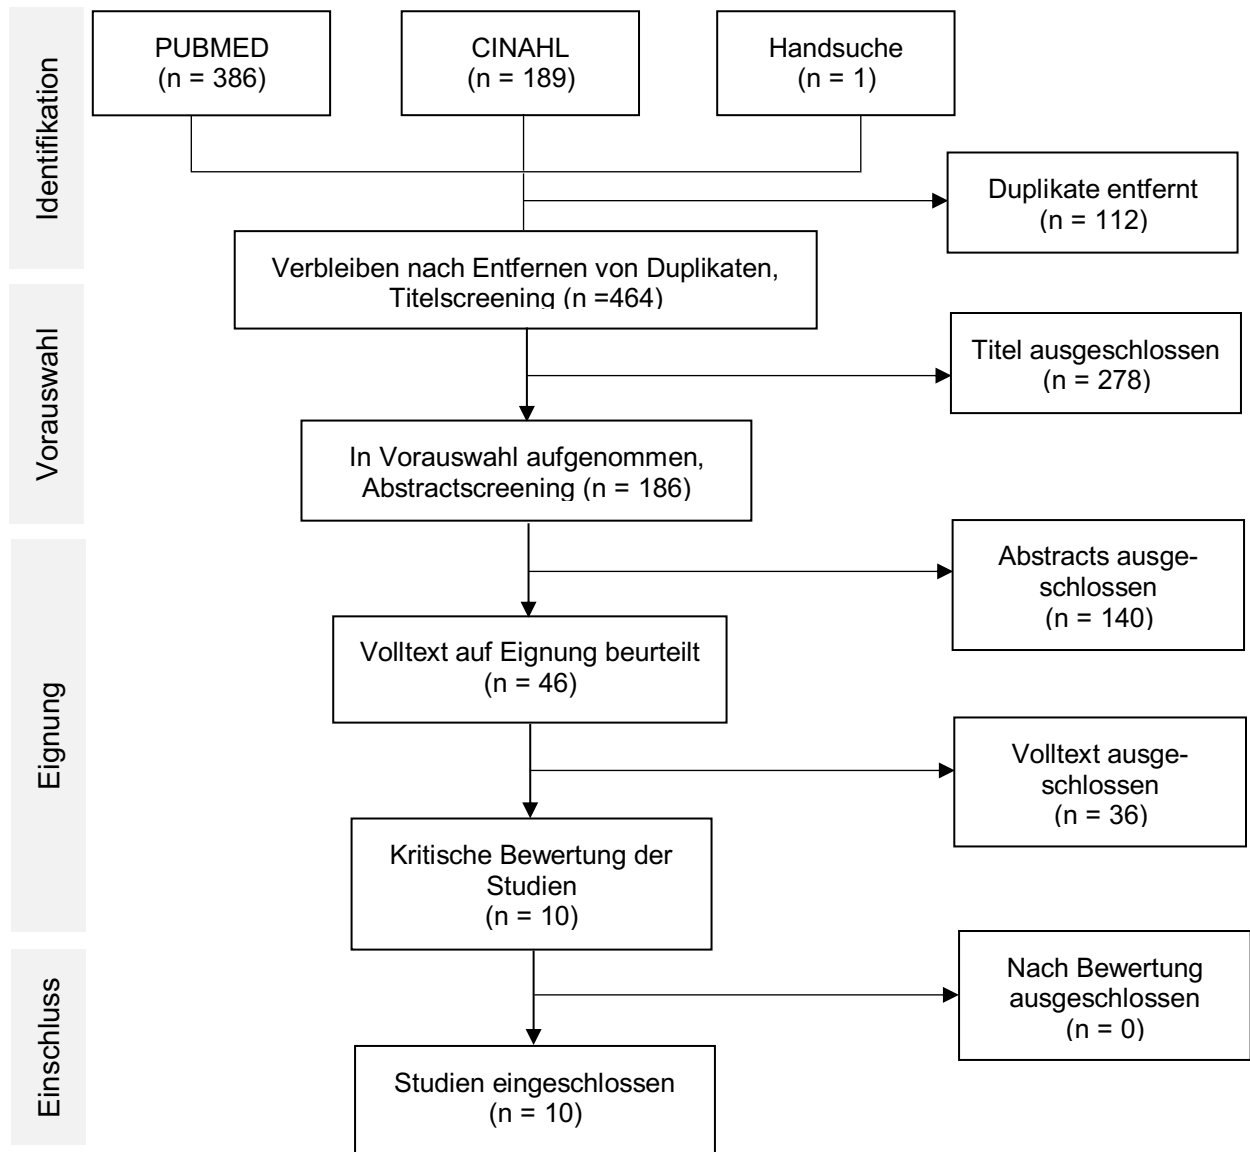 Identifikation
PUBMED
(n = 386)
CINAHL
(n = 189)
Handsuche
(n = 1)
Duplikate entfernt
(n = 112)
Verbleiben nach Entfernen von Duplikaten,
Titelscreening (n =464)
Vorauswahl
Titel ausgeschlossen
(n = 278)
In Vorauswahl aufgenommen,
Abstractscreening (n = 186)
Eignung
Abstracts ausge-
schlossen
(n = 140)
Volltext auf Eignung beurteilt
(n = 46)
Volltext ausge-
schlossen
(n = 36)
Kritische Bewertung der
Studien
(n = 10)
Einschluss
Nach Bewertung
ausgeschlossen
(n = 0)
Studien eingeschlossen
(n = 10)